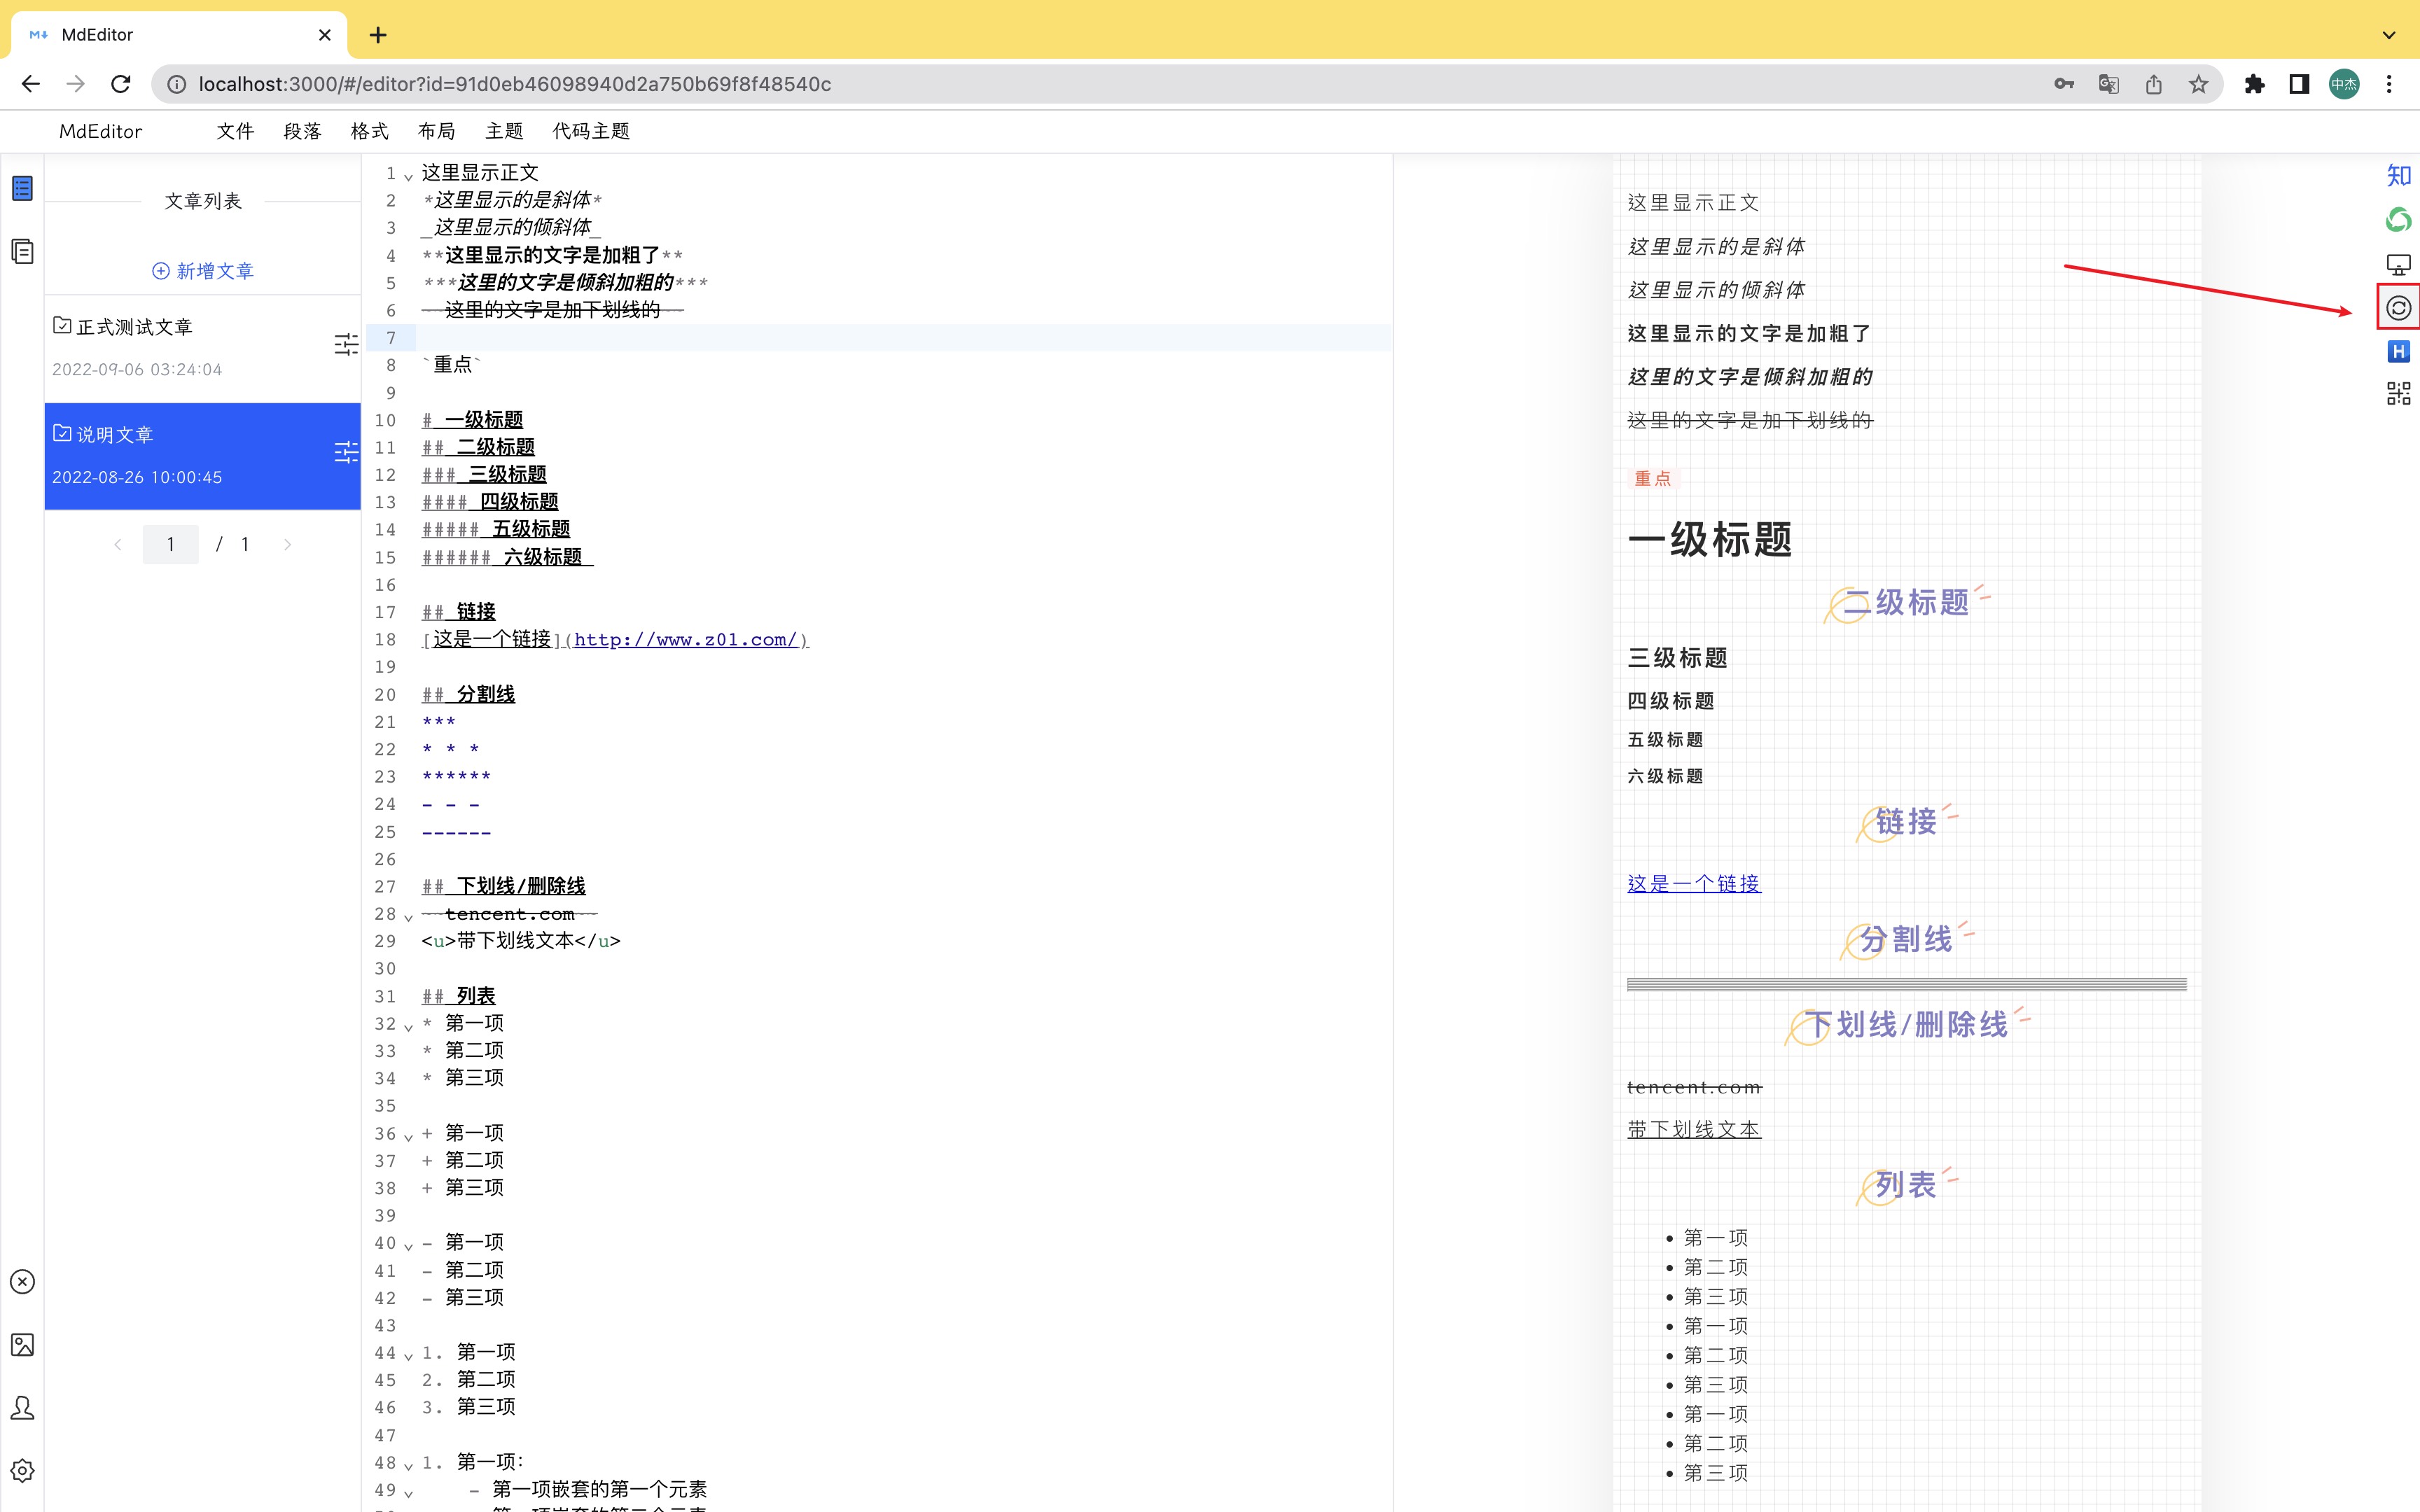 MdEditor
localhost:3000/#/editor?id=91d0eb46098940d2a750b69f8f48540c
中杰
MdEditor 文件 段落 格式 布局 主题 代码主题
文章列表
新增文章
正式测试文章
2022-09-06 03:24:04
说明文章
2022-08-26 10:00:45
1 / 1
1 这里显示正文
2 *这里显示的是斜体*
3 _这里显示的倾斜体_
4 **这里显示的文字是加粗了**
5 ***这里的文字是倾斜加粗的***
6 ~~这里的文字是加下划线的~~
7
8 `重点`
9
10 # 一级标题
11 ## 二级标题
12 ### 三级标题
13 #### 四级标题
14 ##### 五级标题
15 ###### 六级标题
16
17 ## 链接
18 [这是一个链接](http://www.z01.com/)
19
20 ## 分割线
21 ***
22 * * *
23 ******
24 - - -
25 ------
26
27 ## 下划线/删除线
28 ~~tencent.com~~
29 <u>带下划线文本</u>
30
31 ## 列表
32 * 第一项
33 * 第二项
34 * 第三项
35
36 + 第一项
37 + 第二项
38 + 第三项
39
40 - 第一项
41 - 第二项
42 - 第三项
43
44 1. 第一项
45 2. 第二项
46 3. 第三项
47
48 1. 第一项：
49 - 第一项嵌套的第一个元素
这里显示正文
这里显示的是斜体
这里显示的倾斜体
这里显示的文字是加粗了
这里的文字是倾斜加粗的
这里的文字是加下划线的
重点
一级标题
二级标题
三级标题
四级标题
五级标题
六级标题
链接
这是一个链接
分割线
下划线/删除线
tencent.com
带下划线文本
列表
• 第一项
• 第二项
• 第三项
• 第一项
• 第二项
• 第三项
• 第一项
• 第二项
• 第三项
知
H